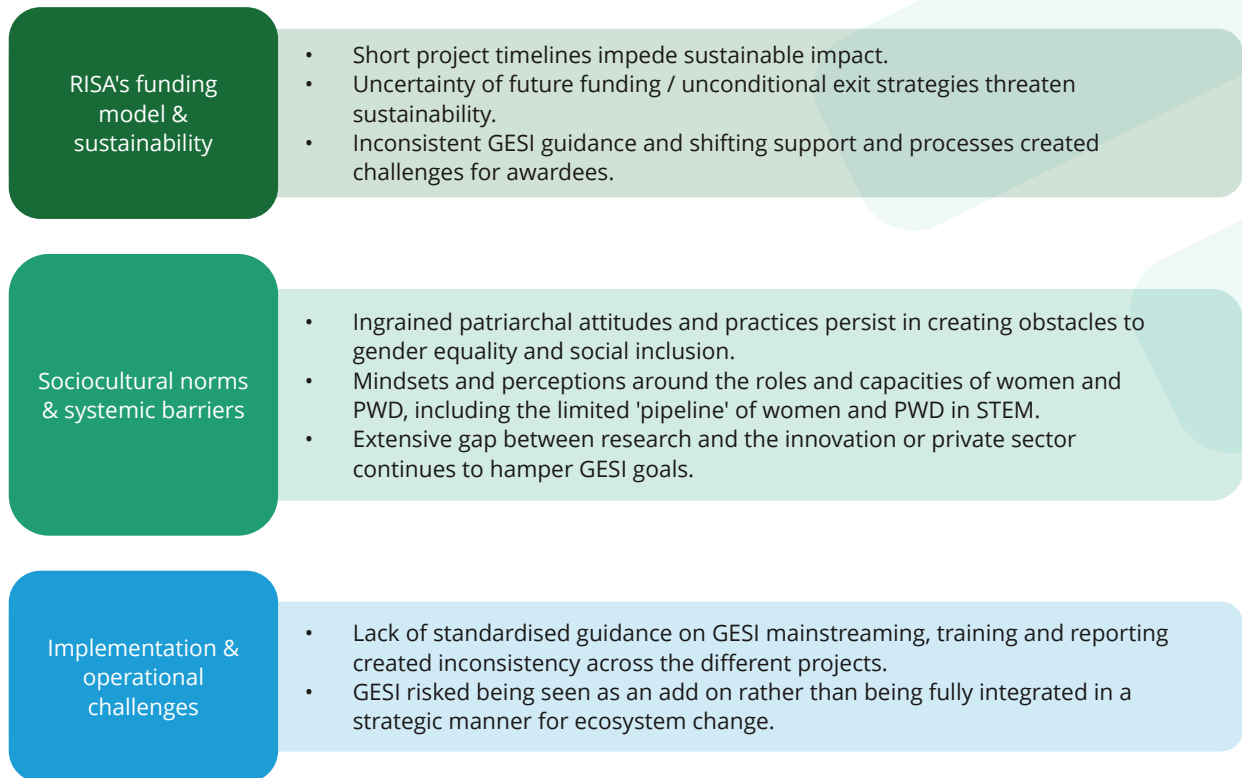 RISA's funding
model &
sustainability
• Short project timelines impede sustainable impact.
• Uncertainty of future funding / unconditional exit strategies threaten
sustainability.
• Inconsistent GESI guidance and shifting support and processes created
challenges for awardees.
Sociocultural norms
& systemic barriers
• Ingrained patriarchal attitudes and practices persist in creating obstacles to
gender equality and social inclusion.
• Mindsets and perceptions around the roles and capacities of women and
PWD, including the limited 'pipeline' of women and PWD in STEM.
• Extensive gap between research and the innovation or private sector
continues to hamper GESI goals.
Implementation &
operational
challenges
• Lack of standardised guidance on GESI mainstreaming, training and reporting
created inconsistency across the different projects.
• GESI risked being seen as an add on rather than being fully integrated in a
strategic manner for ecosystem change.